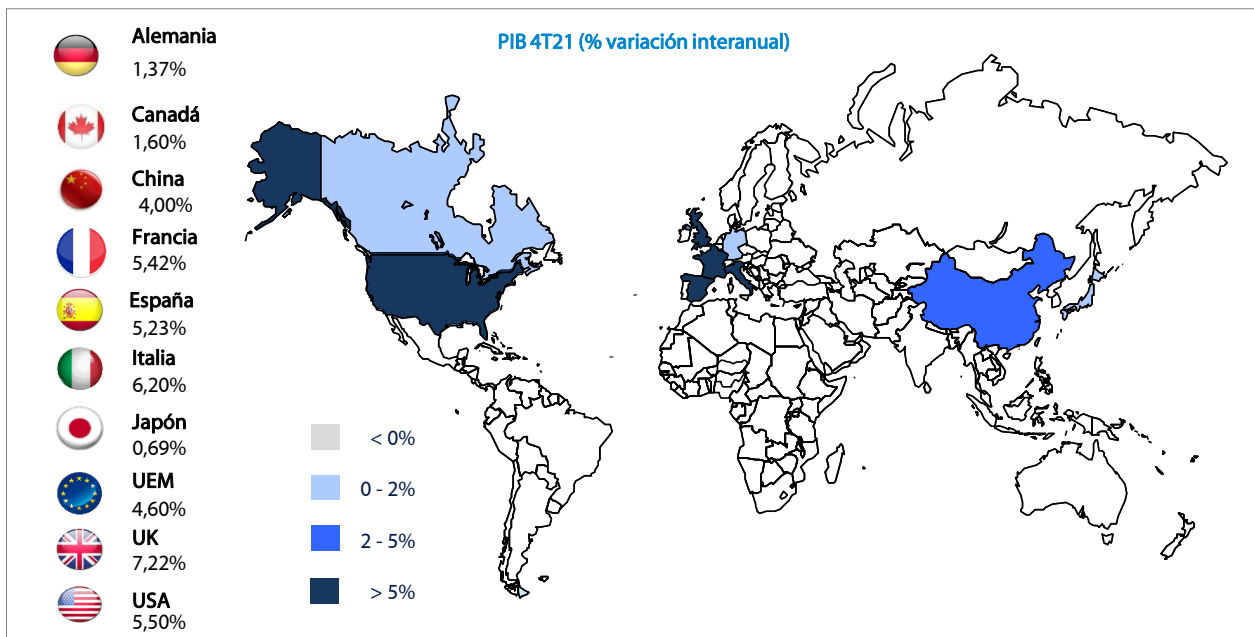 PIB 4T21 (% variación interanual)
Alemania
1,37%
Canadá
1,60%
China
4,00%
Francia
5,42%
España
5,23%
Italia
6,20%
Japón
0,69%
UEM
4,60%
UK
7,22%
USA
5,50%
< 0%
0 - 2%
2 - 5%
> 5%